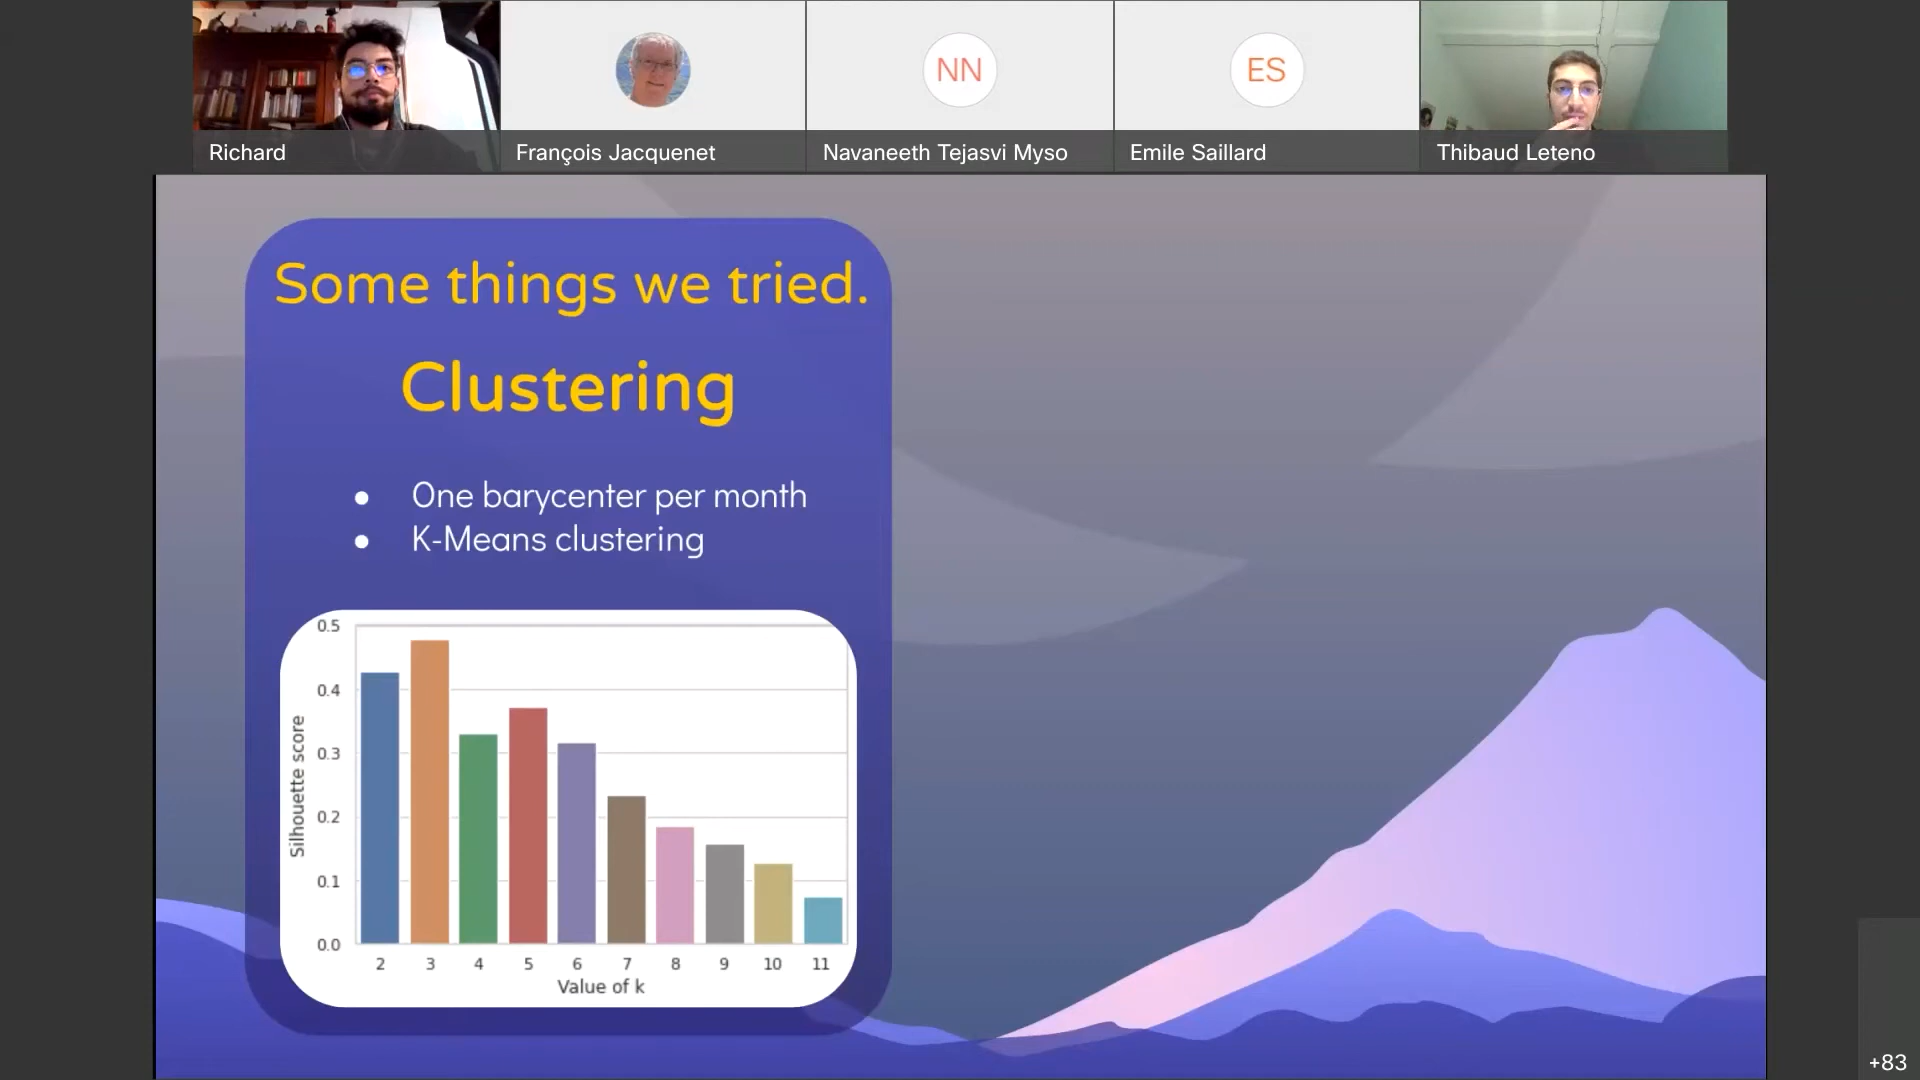 NN
ES
Richard
François Jacquenet
Navaneeth Tejasvi Myso
Emile Saillard
Thibaud Leteno
Some things we tried.
Clustering
● One barycenter per month
● K-Means clustering
0.5
0.4
0.3
0.2
0.1
0.0
Silhouette score
2 3 4 5 6 7 8 9 10 11
Value of k
+83